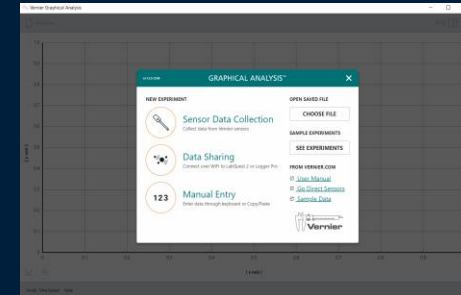 Vernier Graphical Analysis
GRAPHICAL ANALYSIS™
NEW EXPERIMENT
Sensor Data Collection
Collect data from Vernier sensors
Data Sharing
Connect over WiFi to LabQuest 2 or Logger Pro
123
Manual Entry
Enter data through keyboard or Copy/Paste
OPEN SAVED FILE
CHOOSE FILE
SAMPLE EXPERIMENTS
SEE EXPERIMENTS
FROM VERNIER.COM
User Manual
Go Direct Sensors
Sample Data
Vernier